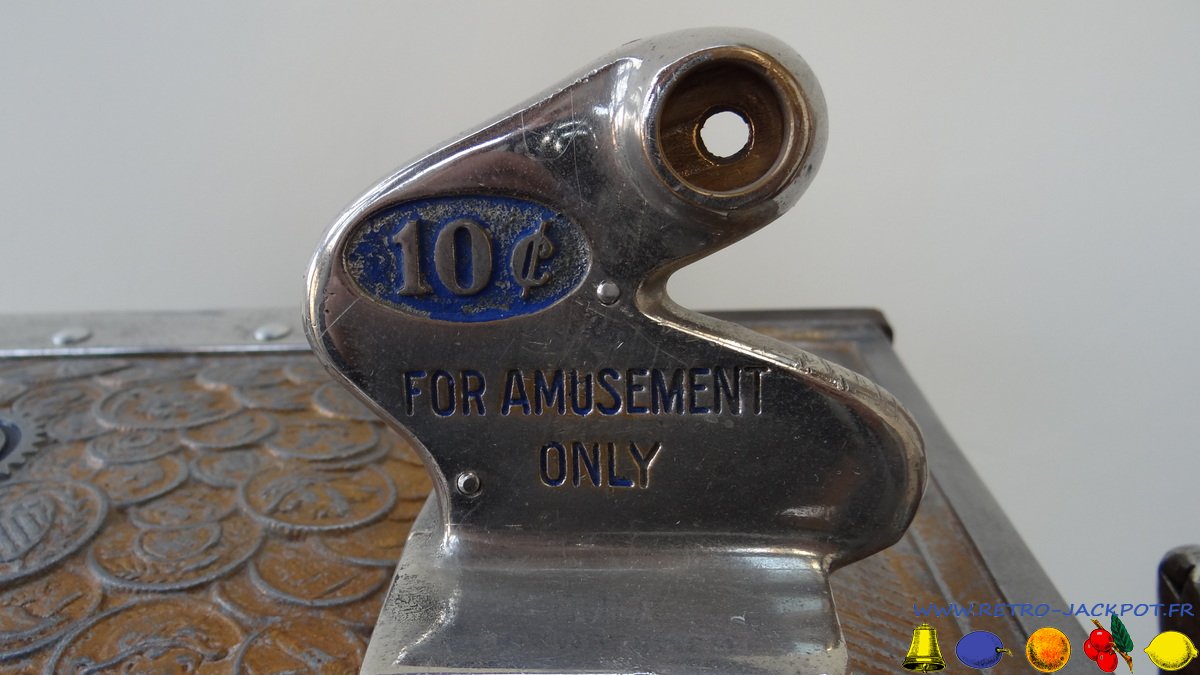 10¢
FOR AMUSEMENT
ONLY
WWW.RETRO-JACKPOT.FR